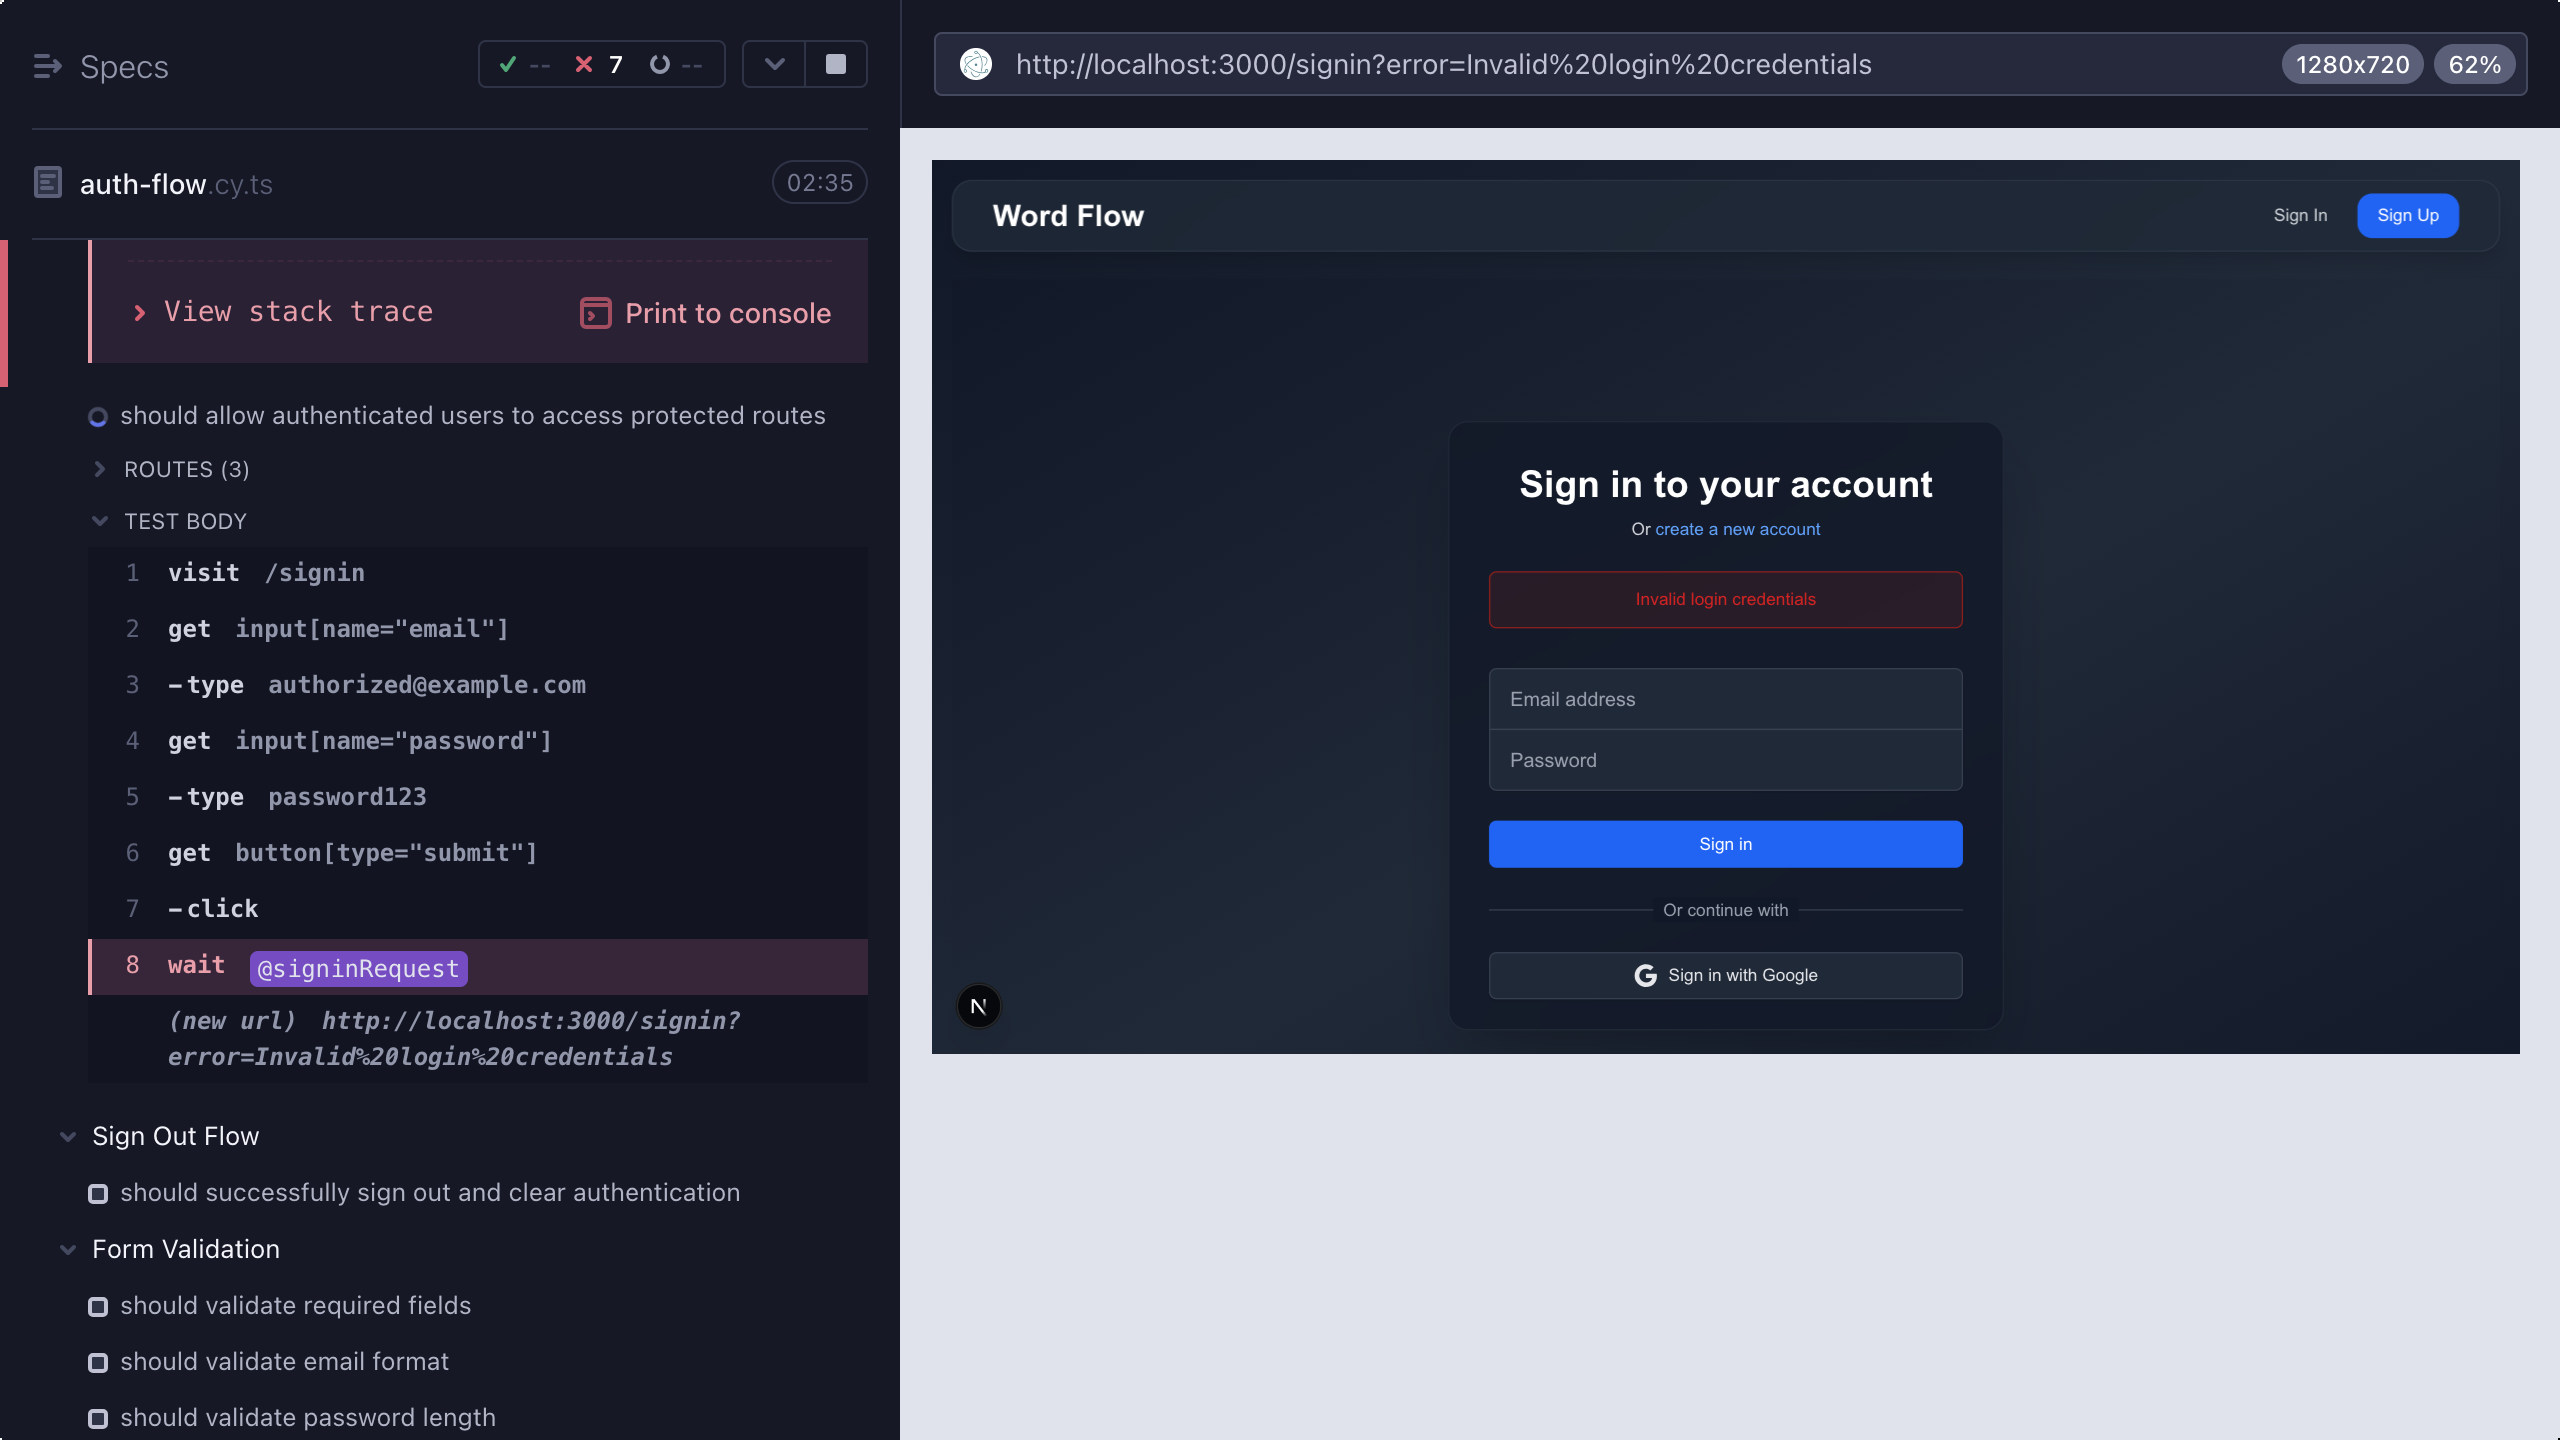 Specs
-- 7 --
auth-flow.cy.ts
02:35
View stack trace
Print to console
should allow authenticated users to access protected routes
ROUTES (3)
TEST BODY
1 visit /signin
2 get input[name="email"]
3 -type authorized@example.com
4 get input[name="password"]
5 -type password123
6 get button[type="submit"]
7 -click
8 wait @signinRequest
(new url) http://localhost:3000/signin?
error=Invalid%20login%20credentials
Sign Out Flow
should successfully sign out and clear authentication
Form Validation
should validate required fields
should validate email format
should validate password length
http://localhost:3000/signin?error=Invalid%20login%20credentials
1280x720
62%
Word Flow
Sign In
Sign Up
Sign in to your account
Or create a new account
Invalid login credentials
Email address
Password
Sign in
Or continue with
G Sign in with Google
N